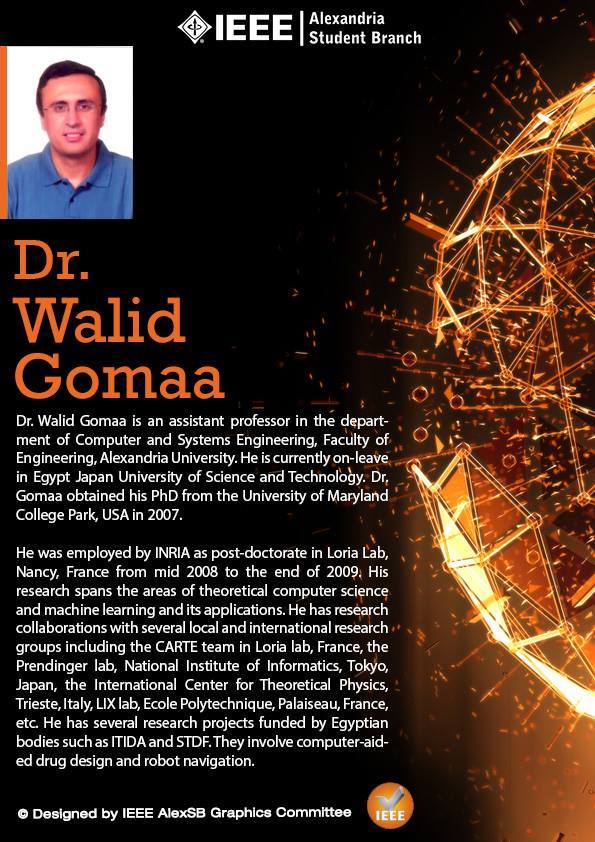 IEEE
Alexandria
Student Branch
Dr.
Walid
Gomaa
Dr. Walid Gomaa is an assistant professor in the depart-
ment of Computer and Systems Engineering, Faculty of
Engineering, Alexandria University. He is currently on-leave
in Egypt Japan University of Science and Technology. Dr.
Gomaa obtained his PhD from the University of Maryland
College Park, USA in 2007.
He was employed by INRIA as post-doctorate in Loria Lab,
Nancy, France from mid 2008 to the end of 2009. His
research spans the areas of theoretical computer science
and machine learning and its applications. He has research
collaborations with several local and international research
groups including the CARTE team in Loria lab, France, the
Prendinger lab, National Institute of Informatics, Tokyo,
Japan, the International Center for Theoretical Physics,
Trieste, Italy, LIX lab, Ecole Polytechnique, Palaiseau, France,
etc. He has several research projects funded by Egyptian
bodies such as ITIDA and STDF. They involve computer-aid-
ed drug design and robot navigation.
© Designed by IEEE AlexSB Graphics Committee
IEEE